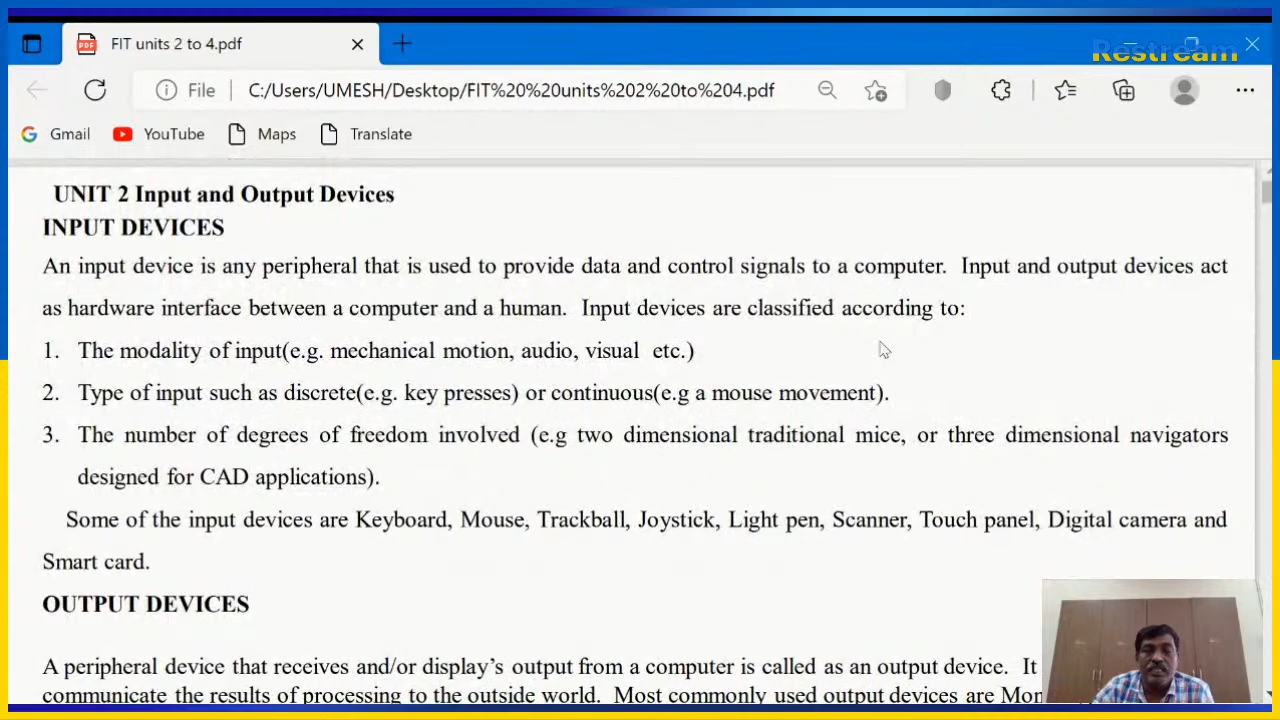 FIT units 2 to 4.pdf
Restream
File
C:/Users/UMESH/Desktop/FIT%20%20units%202%20to%204.pdf
Gmail
YouTube
Maps
Translate
UNIT 2 Input and Output Devices
INPUT DEVICES
An input device is any peripheral that is used to provide data and control signals to a computer. Input and output devices act
as hardware interface between a computer and a human. Input devices are classified according to:
1. The modality of input(e.g. mechanical motion, audio, visual etc.)
2. Type of input such as discrete(e.g. key presses) or continuous(e.g a mouse movement).
3. The number of degrees of freedom involved (e.g two dimensional traditional mice, or three dimensional navigators
designed for CAD applications).
Some of the input devices are Keyboard, Mouse, Trackball, Joystick, Light pen, Scanner, Touch panel, Digital camera and
Smart card.
OUTPUT DEVICES
A peripheral device that receives and/or display’s output from a computer is called as an output device. It
communicate the results of processing to the outside world. Most commonly used output devices are